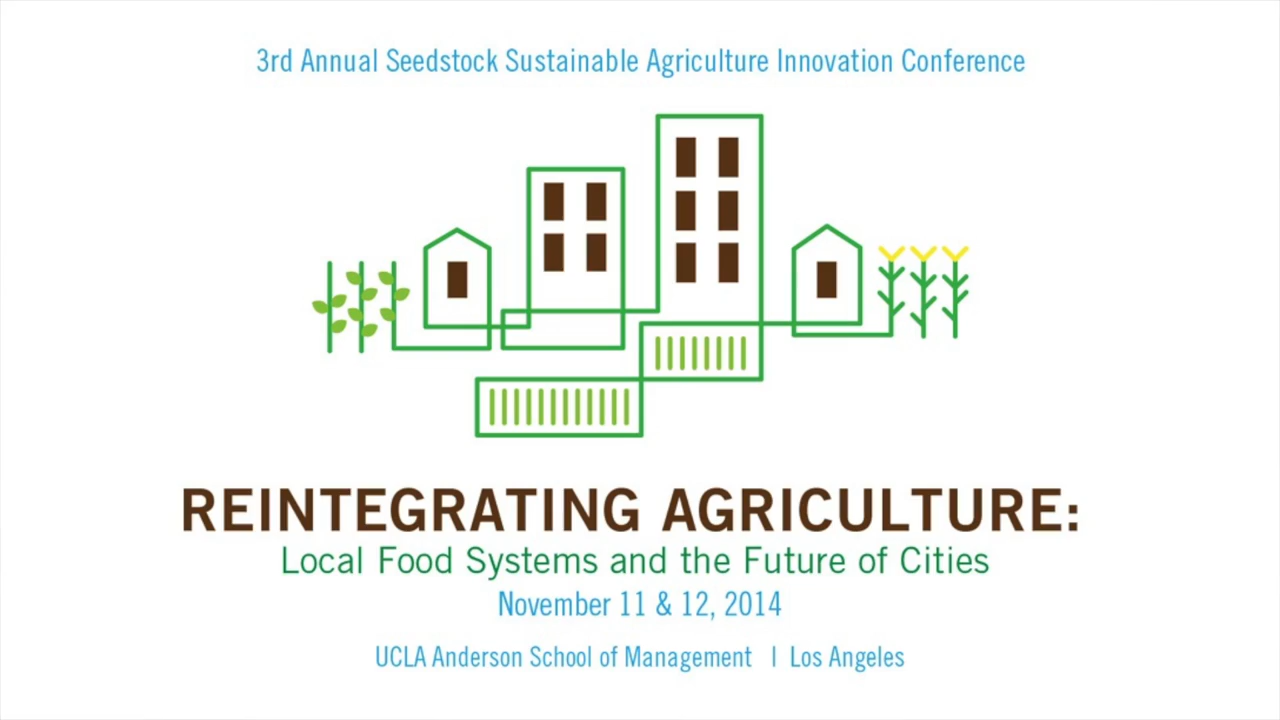 3rd Annual Seedstock Sustainable Agriculture Innovation Conference
REINTEGRATING AGRICULTURE:
Local Food Systems and the Future of Cities
November 11 & 12, 2014
UCLA Anderson School of Management | Los Angeles